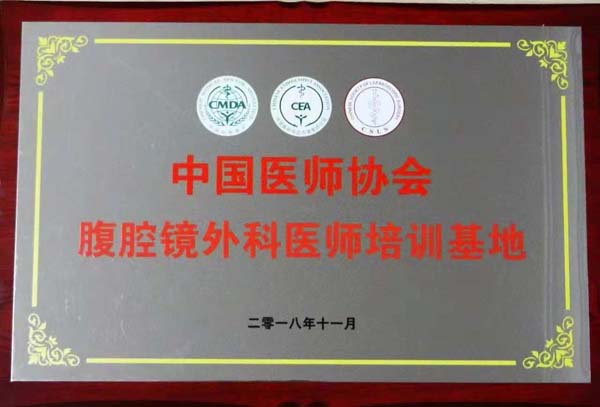 CMDA
CEA
CSLS
中国医师协会
腹腔镜外科医师培训基地
二零一八年十一月